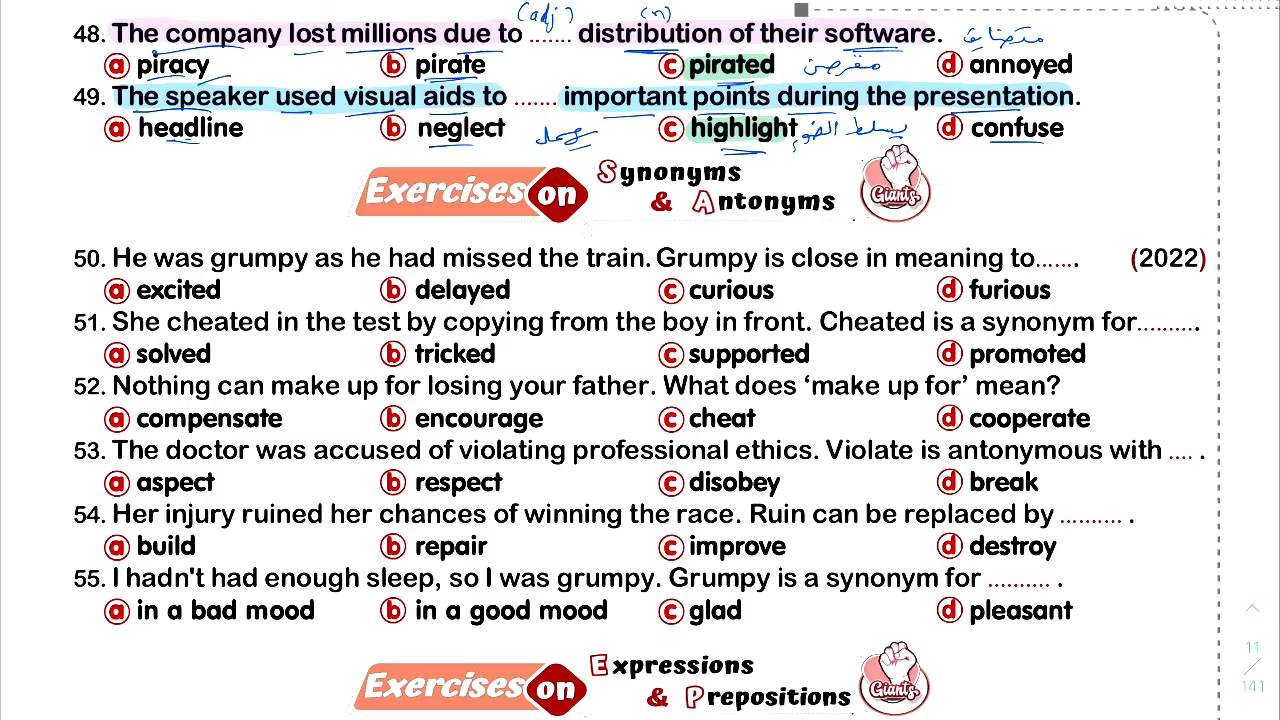 (adj) (n)
48. The company lost millions due to ....... distribution of their software. متضايق
a piracy b pirate c pirated مقرصن d annoyed
49. The speaker used visual aids to ....... important points during the presentation.
a headline b neglect يهمل c highlight يسلط الضوء d confuse
Exercises on Synonyms & Antonyms Giants
50. He was grumpy as he had missed the train. Grumpy is close in meaning to....... (2022)
a excited b delayed c curious d furious
51. She cheated in the test by copying from the boy in front. Cheated is a synonym for..........
a solved b tricked c supported d promoted
52. Nothing can make up for losing your father. What does ‘make up for’ mean?
a compensate b encourage c cheat d cooperate
53. The doctor was accused of violating professional ethics. Violate is antonymous with .... .
a aspect b respect c disobey d break
54. Her injury ruined her chances of winning the race. Ruin can be replaced by .......... .
a build b repair c improve d destroy
55. I hadn't had enough sleep, so I was grumpy. Grumpy is a synonym for .......... .
a in a bad mood b in a good mood c glad d pleasant
11
141
Exercises on Expressions & Prepositions Giants